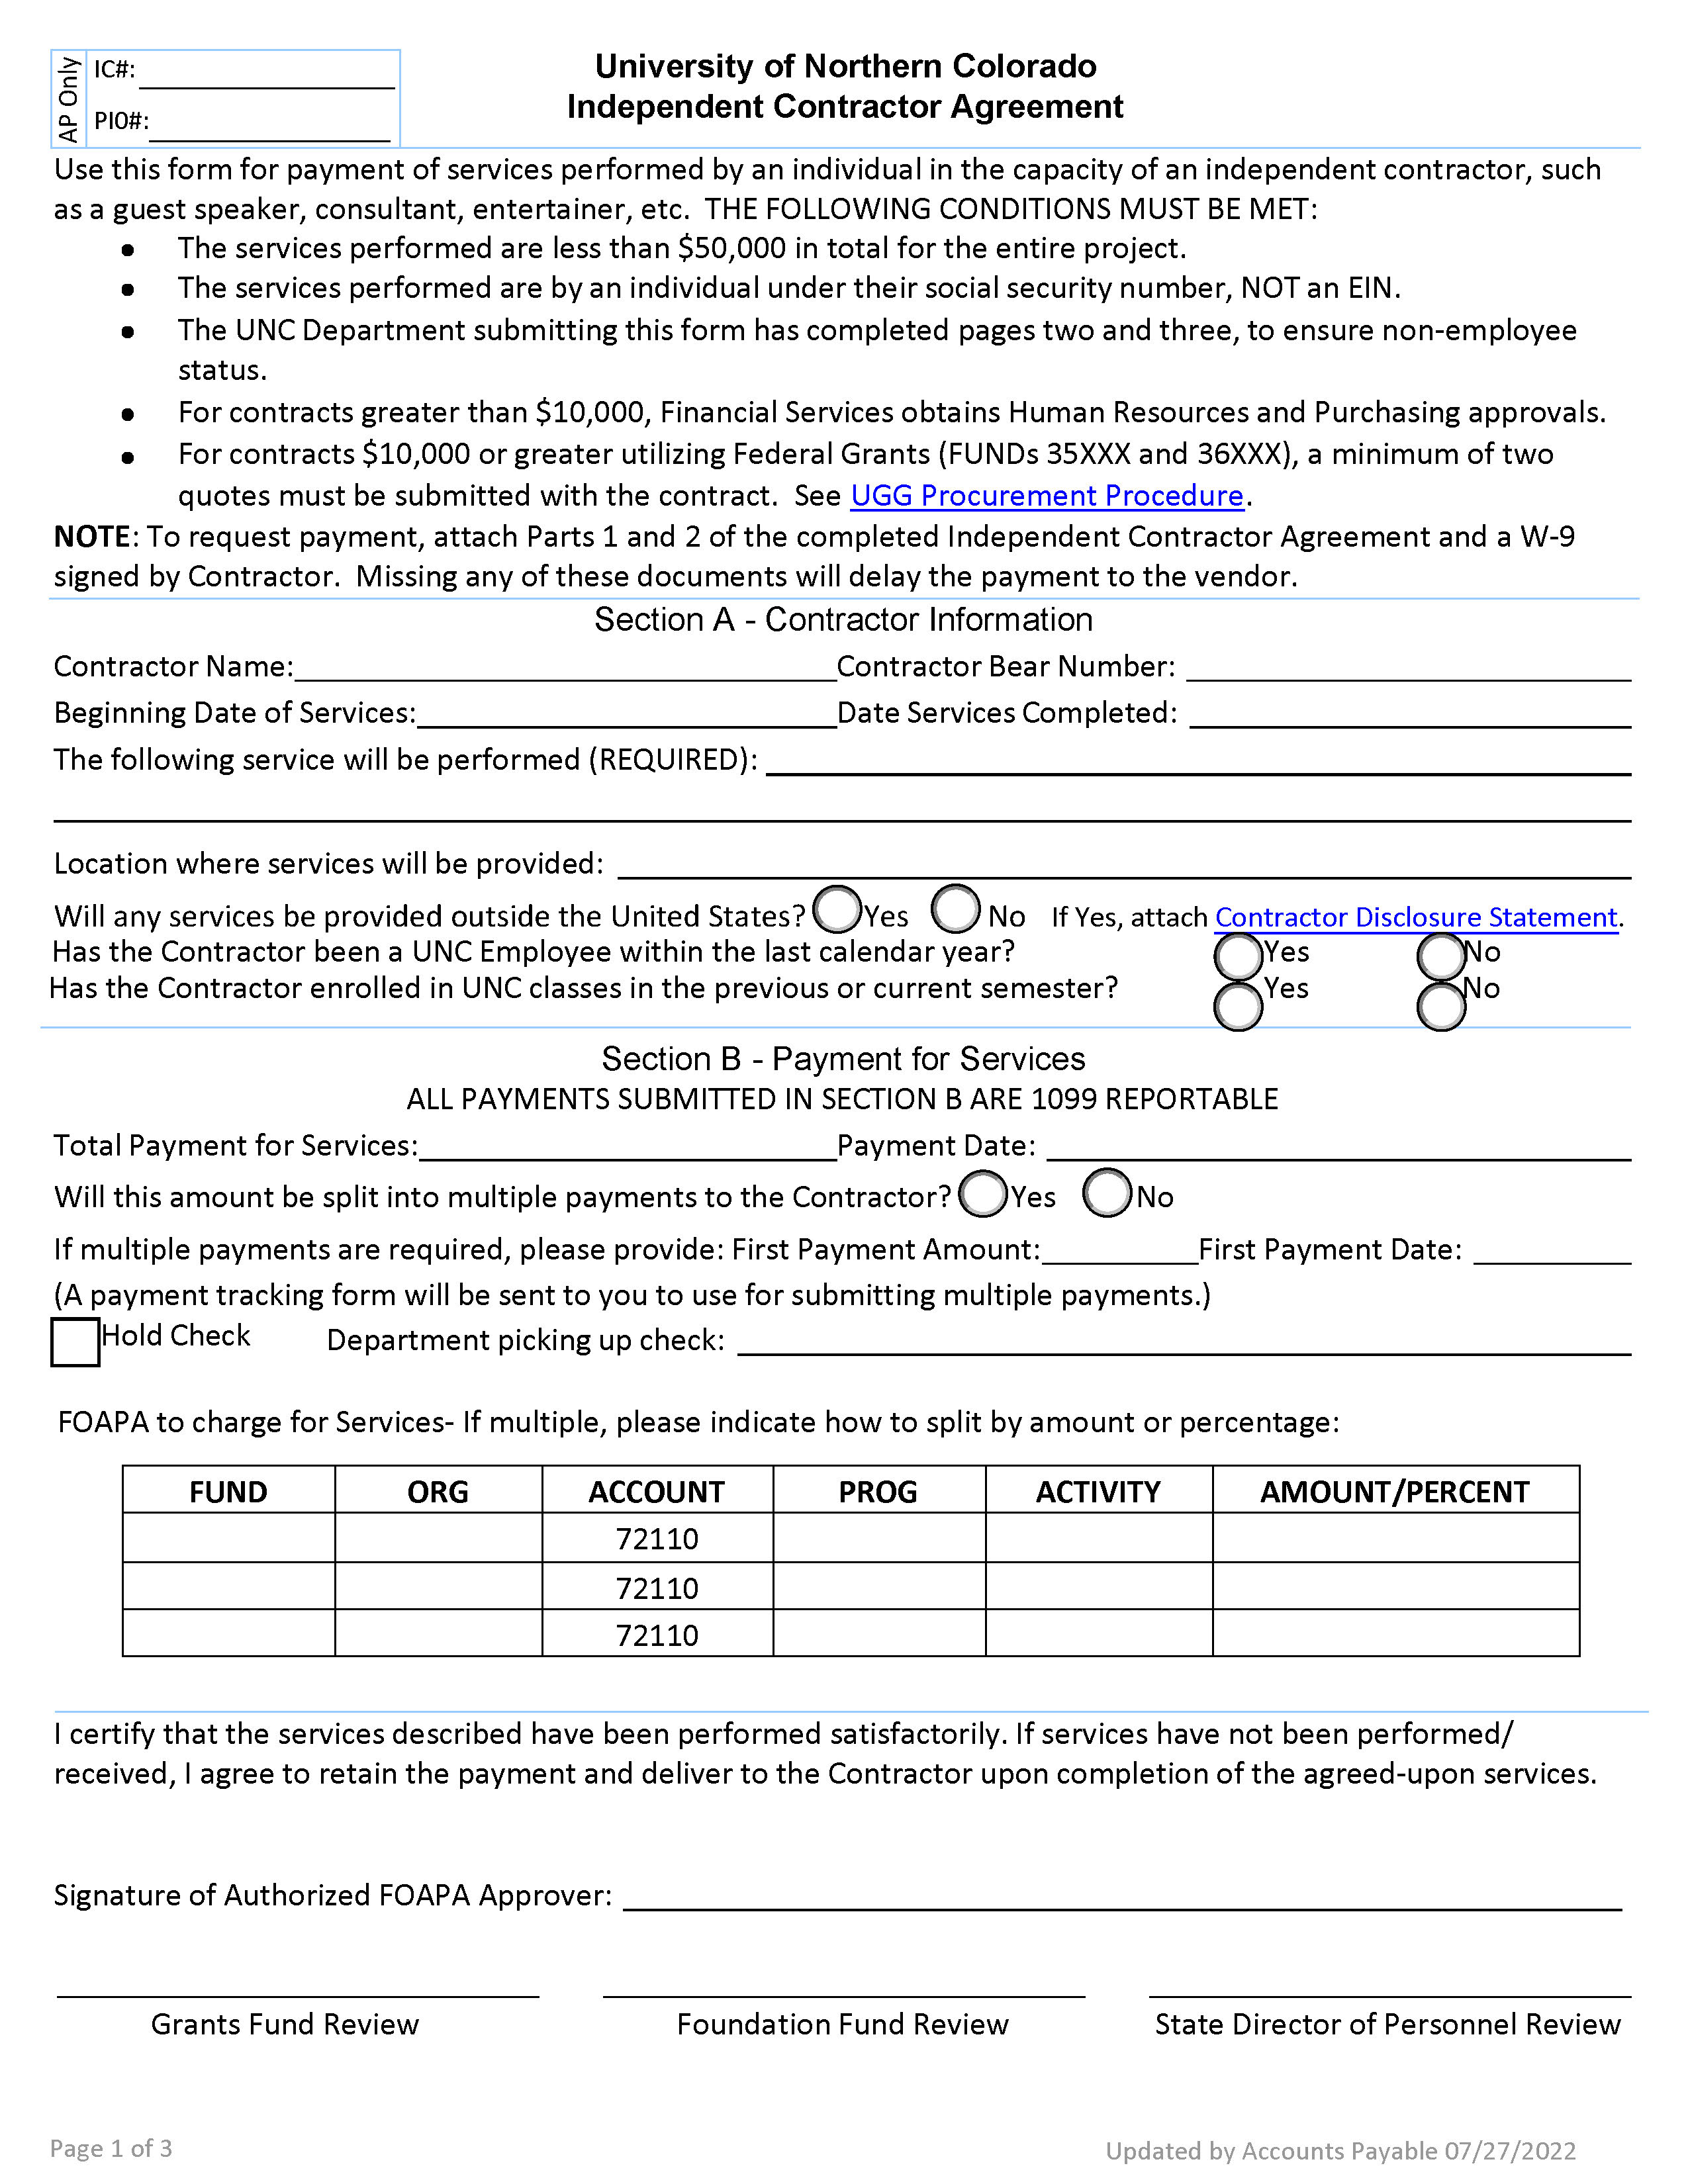 AP Only
IC#:
PI0#:
University of Northern Colorado
Independent Contractor Agreement
Use this form for payment of services performed by an individual in the capacity of an independent contractor, such
as a guest speaker, consultant, entertainer, etc.  THE FOLLOWING CONDITIONS MUST BE MET:
• The services performed are less than $50,000 in total for the entire project.
• The services performed are by an individual under their social security number, NOT an EIN.
• The UNC Department submitting this form has completed pages two and three, to ensure non-employee
status.
• For contracts greater than $10,000, Financial Services obtains Human Resources and Purchasing approvals.
• For contracts $10,000 or greater utilizing Federal Grants (FUNDs 35XXX and 36XXX), a minimum of two
quotes must be submitted with the contract.  See UGG Procurement Procedure.
NOTE: To request payment, attach Parts 1 and 2 of the completed Independent Contractor Agreement and a W-9
signed by Contractor.  Missing any of these documents will delay the payment to the vendor.
Section A - Contractor Information
Contractor Name: Contractor Bear Number:
Beginning Date of Services: Date Services Completed:
The following service will be performed (REQUIRED):
Location where services will be provided:
Will any services be provided outside the United States? Yes No If Yes, attach Contractor Disclosure Statement.
Has the Contractor been a UNC Employee within the last calendar year? Yes No
Has the Contractor enrolled in UNC classes in the previous or current semester? Yes No
Section B - Payment for Services
ALL PAYMENTS SUBMITTED IN SECTION B ARE 1099 REPORTABLE
Total Payment for Services: Payment Date:
Will this amount be split into multiple payments to the Contractor? Yes No
If multiple payments are required, please provide: First Payment Amount: First Payment Date:
(A payment tracking form will be sent to you to use for submitting multiple payments.)
Hold Check Department picking up check:
FOAPA to charge for Services- If multiple, please indicate how to split by amount or percentage:
FUND ORG ACCOUNT PROG ACTIVITY AMOUNT/PERCENT
72110
72110
72110
I certify that the services described have been performed satisfactorily. If services have not been performed/
received, I agree to retain the payment and deliver to the Contractor upon completion of the agreed-upon services.
Signature of Authorized FOAPA Approver:
Grants Fund Review Foundation Fund Review State Director of Personnel Review
Page 1 of 3 Updated by Accounts Payable 07/27/2022